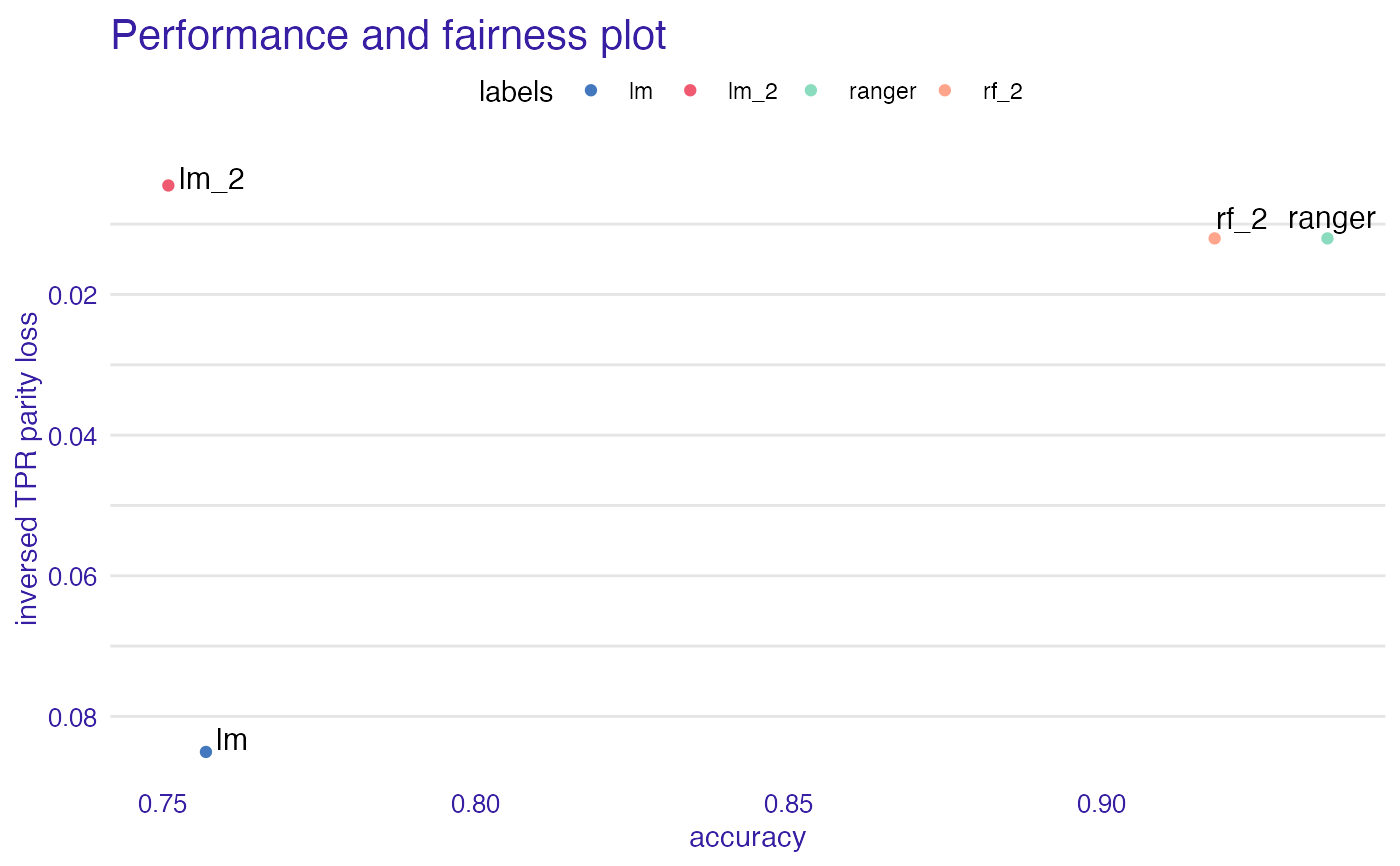 Performance and fairness plot
labels lm lm_2 ranger rf_2
lm_2
rf_2 ranger
0.02
0.04
0.06
0.08
inversed TPR parity loss
lm
0.75 0.80 0.85 0.90
accuracy